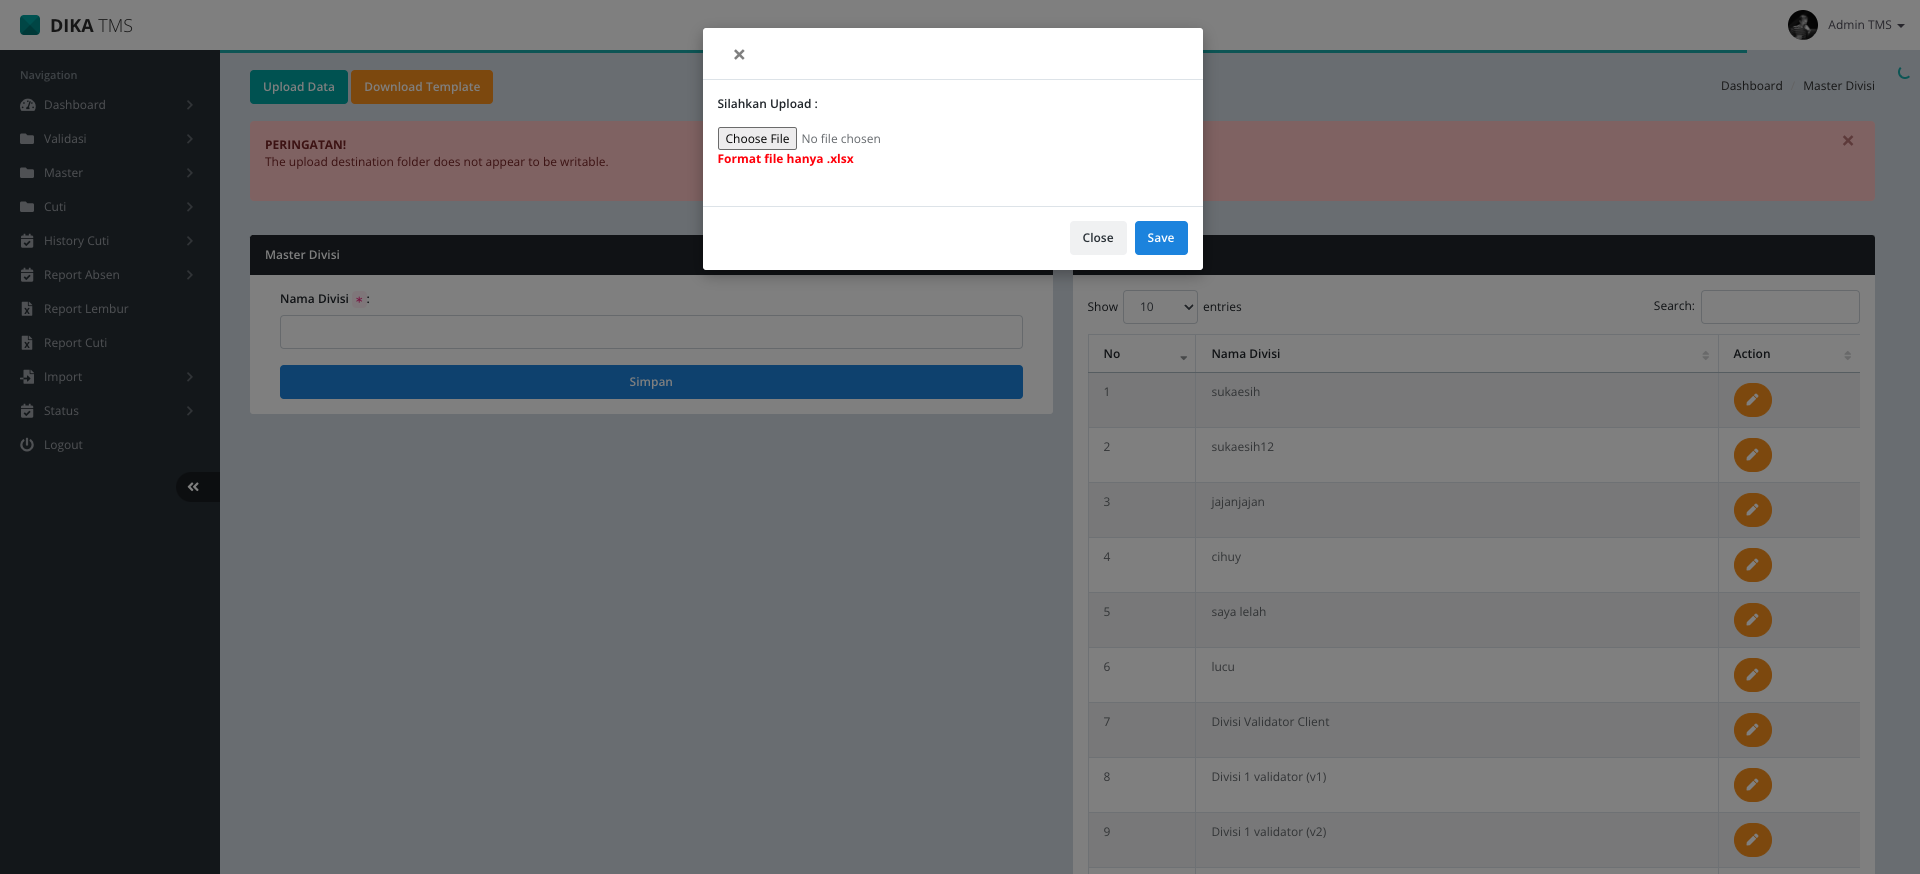 DIKA TMS
Admin TMS
Navigation
Dashboard
Validasi
Master
Cuti
History Cuti
Report Absen
Report Lembur
Report Cuti
Import
Status
Logout
Upload Data
Download Template
Dashboard / Master Divisi
PERINGATAN!
The upload destination folder does not appear to be writable.
×
Silahkan Upload :
Choose File No file chosen
Format file hanya .xlsx
Close
Save
Master Divisi
Nama Divisi * :
Simpan
Show 10 entries
Search:
No Nama Divisi Action
1 sukaesih
2 sukaesih12
3 jajanjajan
4 cihuy
5 saya lelah
6 lucu
7 Divisi Validator Client
8 Divisi 1 validator (v1)
9 Divisi 1 validator (v2)